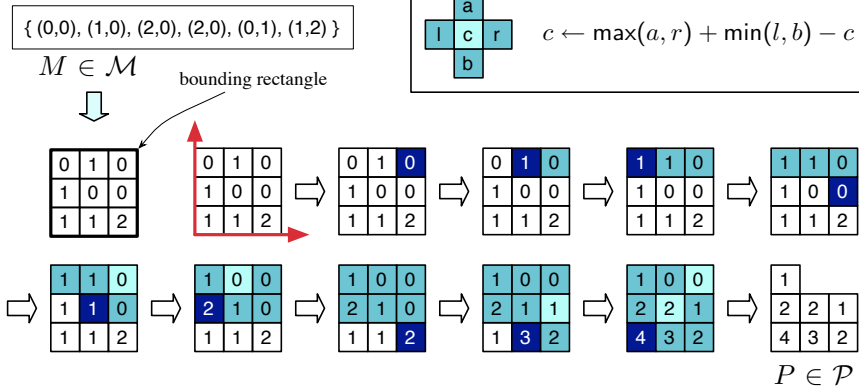 { (0,0), (1,0), (2,0), (2,0), (0,1), (1,2) }
M ∈ ℳ
bounding rectangle
a
l c r
b
c ← max(a, r) + min(l, b) − c
0 1 0
1 0 0
1 1 2
0 1 0
1 0 0
1 1 2
0 1 0
1 0 0
1 1 2
0 1 0
1 0 0
1 1 2
1 1 0
1 0 0
1 1 2
1 1 0
1 0 0
1 1 2
1 1 0
1 1 0
1 1 2
1 0 0
2 1 0
1 1 2
1 0 0
2 1 0
1 1 2
1 0 0
2 1 1
1 3 2
1 0 0
2 2 1
4 3 2
1
2 2 1
4 3 2
P ∈ 𝒫